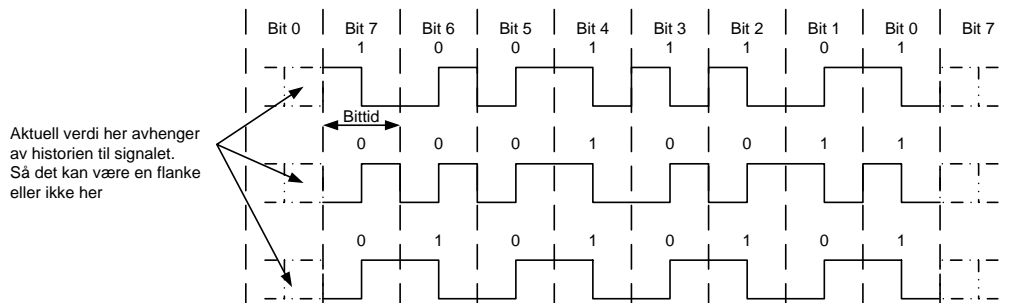 Bit 0 Bit 7 Bit 6 Bit 5 Bit 4 Bit 3 Bit 2 Bit 1 Bit 0 Bit 7
1 0 0 1 1 1 0 1
Bittid
Aktuell verdi her avhenger
av historien til signalet.
Så det kan være en flanke
eller ikke her
0 0 0 1 0 0 1 1
0 1 0 1 0 1 0 1